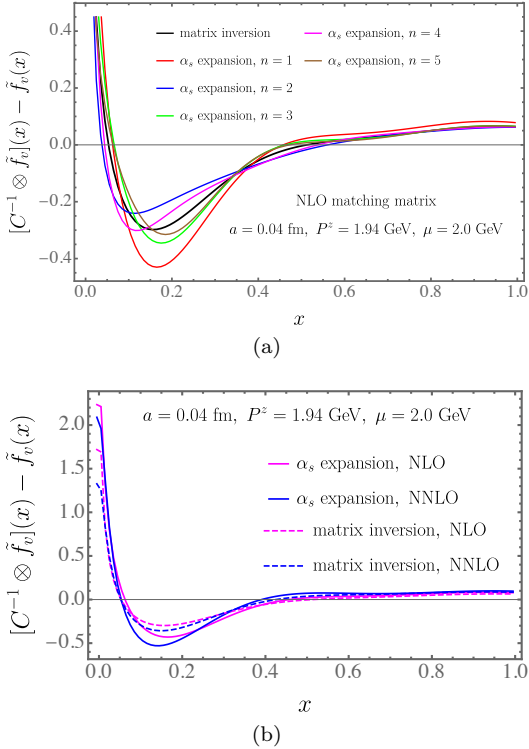 [C⁻¹ ⊗ f̃ᵥ](x) − f̃ᵥ(x)
0.4
0.2
0.0
−0.2
−0.4
matrix inversion
αₛ expansion, n = 1
αₛ expansion, n = 2
αₛ expansion, n = 3
αₛ expansion, n = 4
αₛ expansion, n = 5
NLO matching matrix
a = 0.04 fm, Pᶻ = 1.94 GeV, μ = 2.0 GeV
0.0 0.2 0.4 0.6 0.8 1.0
x
(a)
[C⁻¹ ⊗ f̃ᵥ](x) − f̃ᵥ(x)
2.0
1.5
1.0
0.5
0.0
−0.5
a = 0.04 fm, Pᶻ = 1.94 GeV, μ = 2.0 GeV
αₛ expansion, NLO
αₛ expansion, NNLO
matrix inversion, NLO
matrix inversion, NNLO
0.0 0.2 0.4 0.6 0.8 1.0
x
(b)